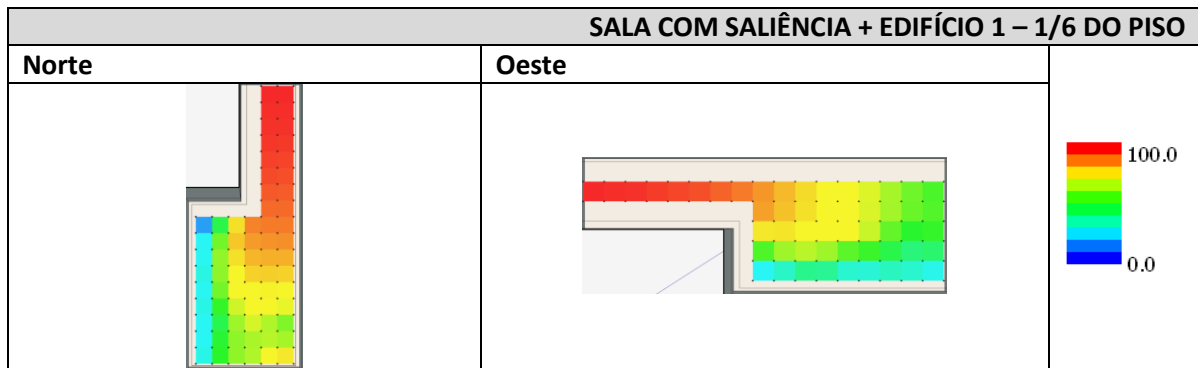 SALA COM SALIÊNCIA + EDIFÍCIO 1 – 1/6 DO PISO
Norte
Oeste
100.0
0.0